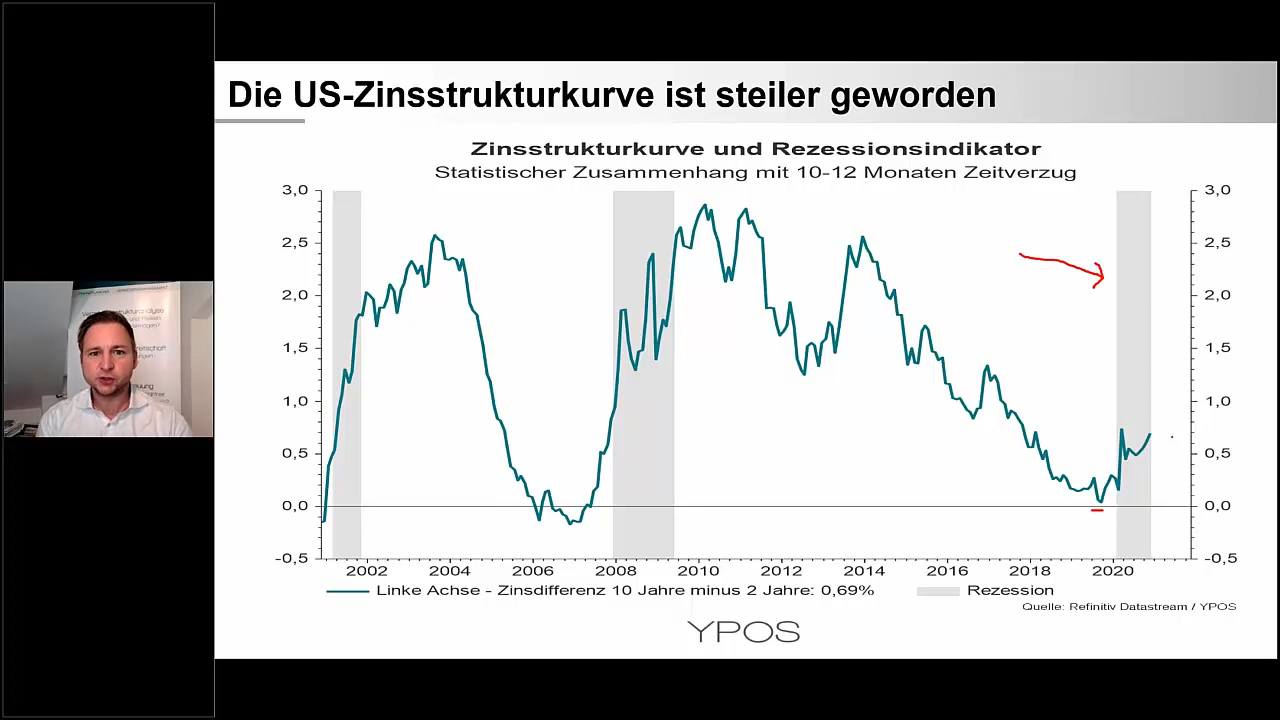 Die US-Zinsstrukturkurve ist steiler geworden
Zinsstrukturkurve und Rezessionsindikator
Statistischer Zusammenhang mit 10-12 Monaten Zeitverzug
3,0 3,0
2,5 2,5
2,0 2,0
1,5 1,5
1,0 1,0
0,5 0,5
0,0 0,0
-0,5 -0,5
2002 2004 2006 2008 2010 2012 2014 2016 2018 2020
Linke Achse - Zinsdifferenz 10 Jahre minus 2 Jahre: 0,69% Rezession
Quelle: Refinitiv Datastream / YPOS
YPOS